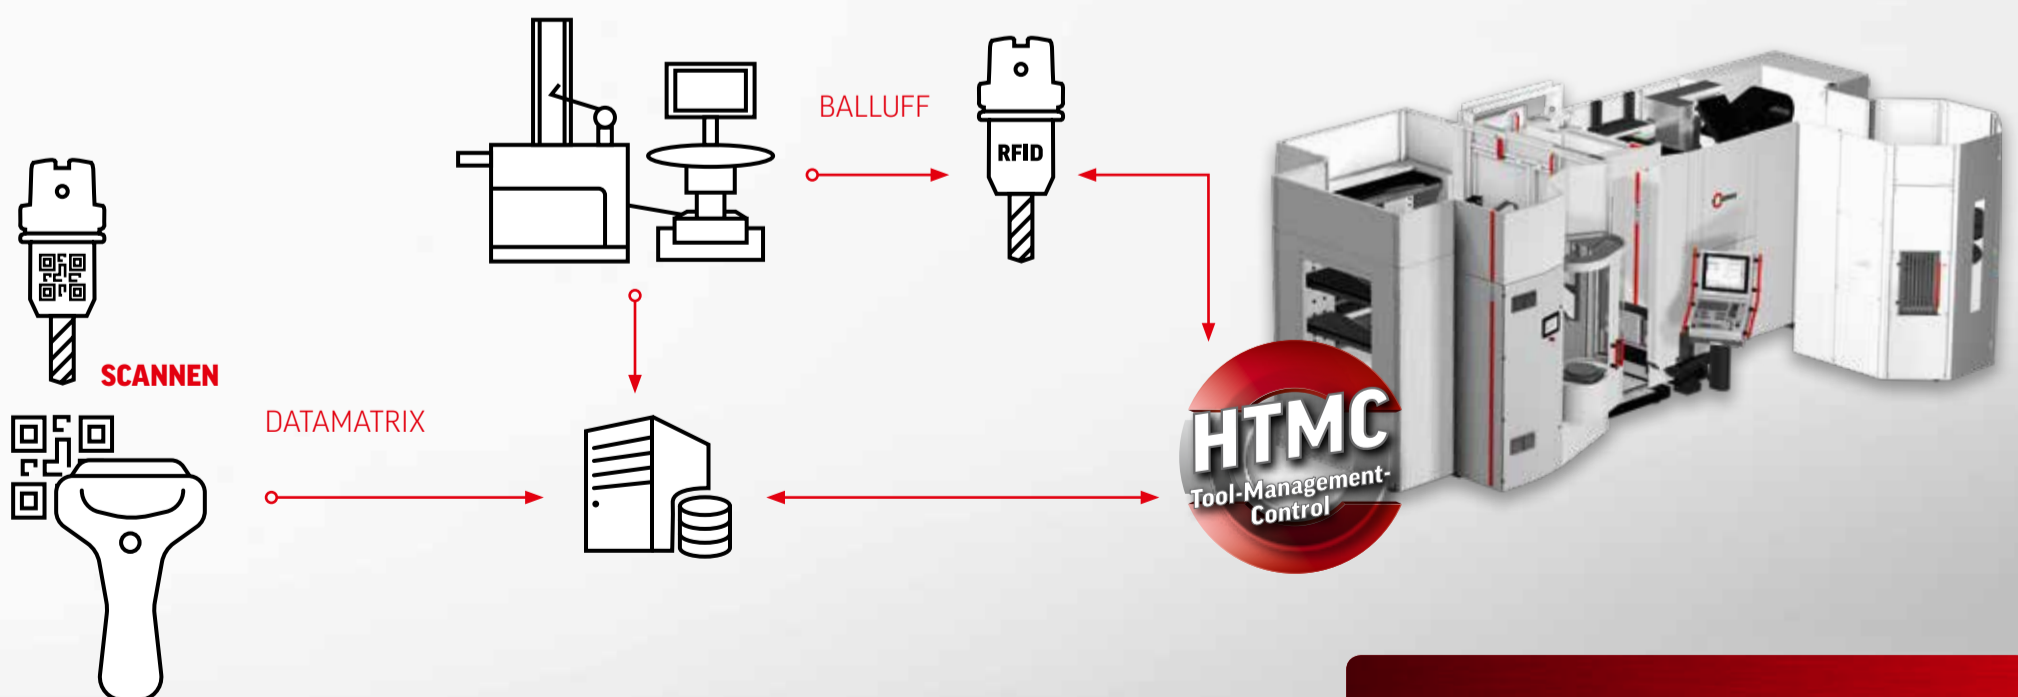 BALLUFF
RFID
SCANNEN
DATAMATRIX
HTMC
Tool-Management-
Control